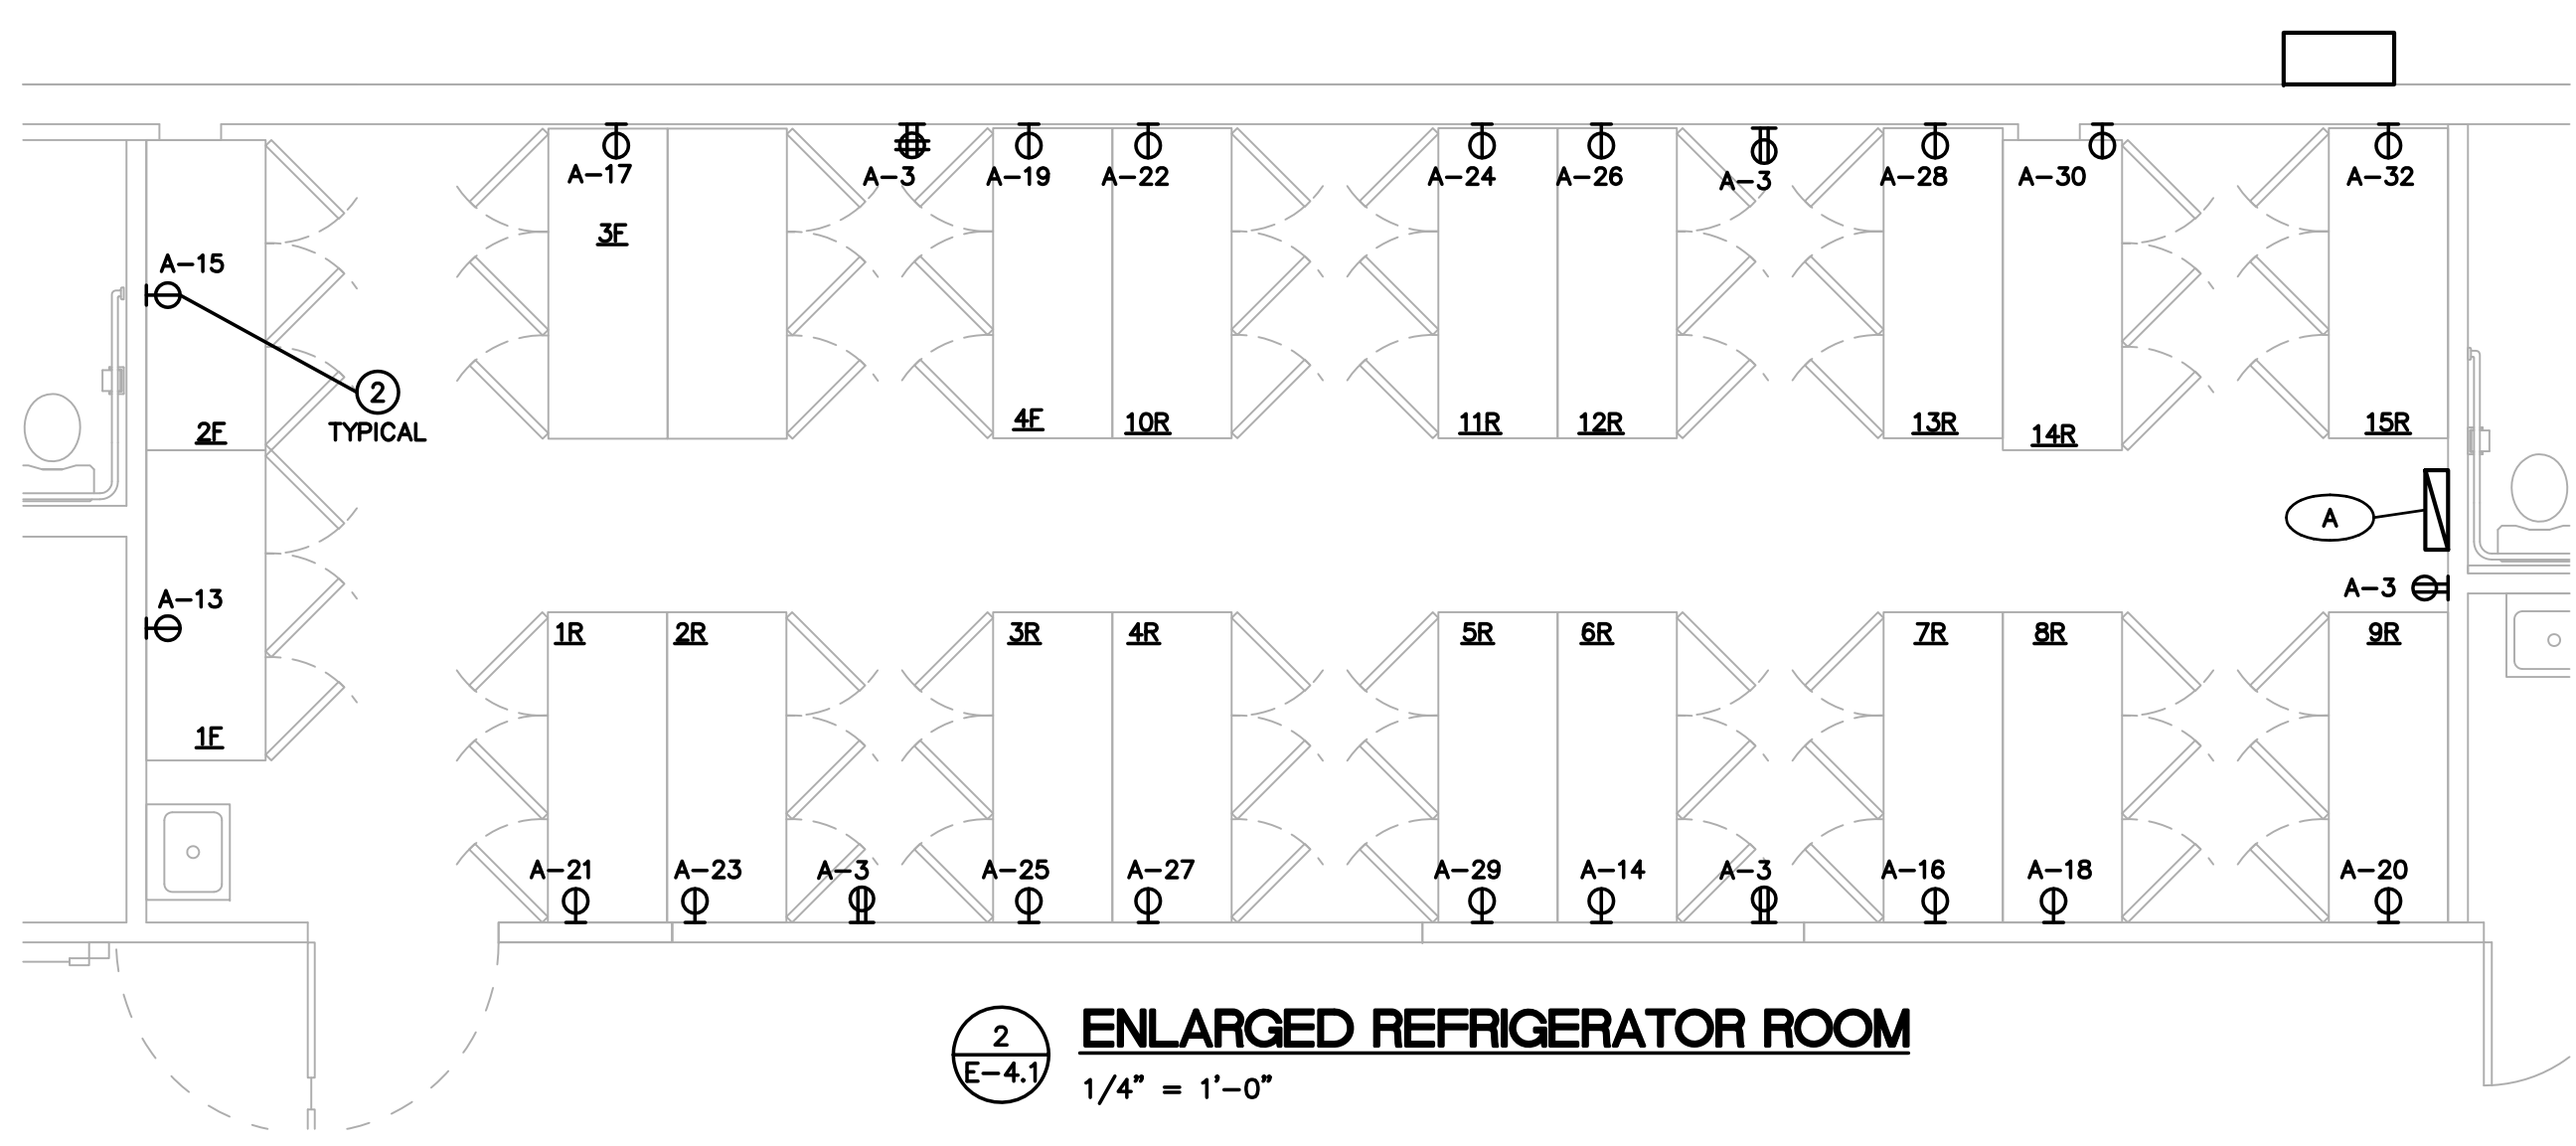 A-17
A-3
A-19
A-22
A-24
A-26
A-3
A-28
A-30
A-32
3F
A-15
2
TYPICAL
2F
4F
10R
11R
12R
13R
14R
15R
A
A-3
A-13
1F
1R
2R
3R
4R
5R
6R
7R
8R
9R
A-21
A-23
A-3
A-25
A-27
A-29
A-14
A-3
A-16
A-18
A-20
2
E-4.1
ENLARGED REFRIGERATOR ROOM
1/4" = 1'-0"